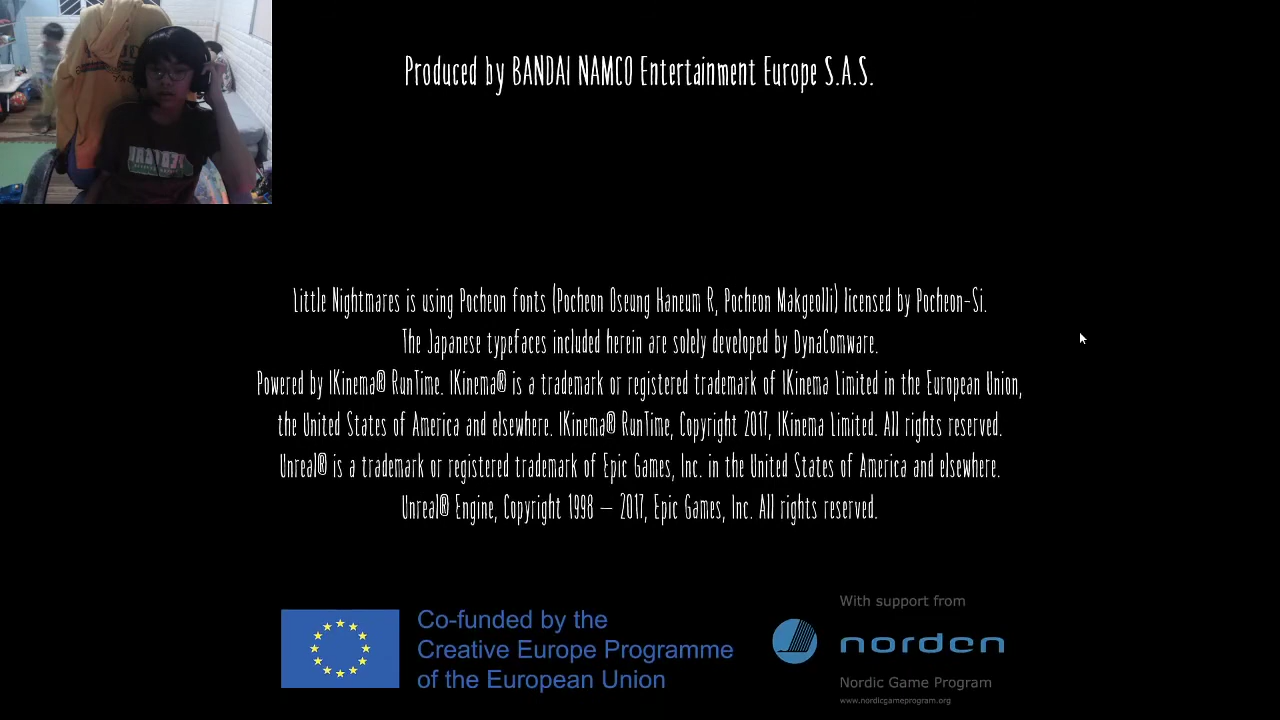 Produced by BANDAI NAMCO Entertainment Europe S.A.S.
Little Nightmares is using Pocheon fonts (Pocheon Oseung Haneum R, Pocheon Makgeolli) licensed by Pocheon-Si.
The Japanese typefaces included herein are solely developed by DynaComware.
Powered by IKinema® RunTime. IKinema® is a trademark or registered trademark of IKinema Limited in the European Union,
the United States of America and elsewhere. IKinema® RunTime, Copyright 2017, IKinema Limited. All rights reserved.
Unreal® is a trademark or registered trademark of Epic Games, Inc. in the United States of America and elsewhere.
Unreal® Engine, Copyright 1998 – 2017, Epic Games, Inc. All rights reserved.
Co-funded by the
Creative Europe Programme
of the European Union
With support from
norden
Nordic Game Program
www.nordicgameprogram.org